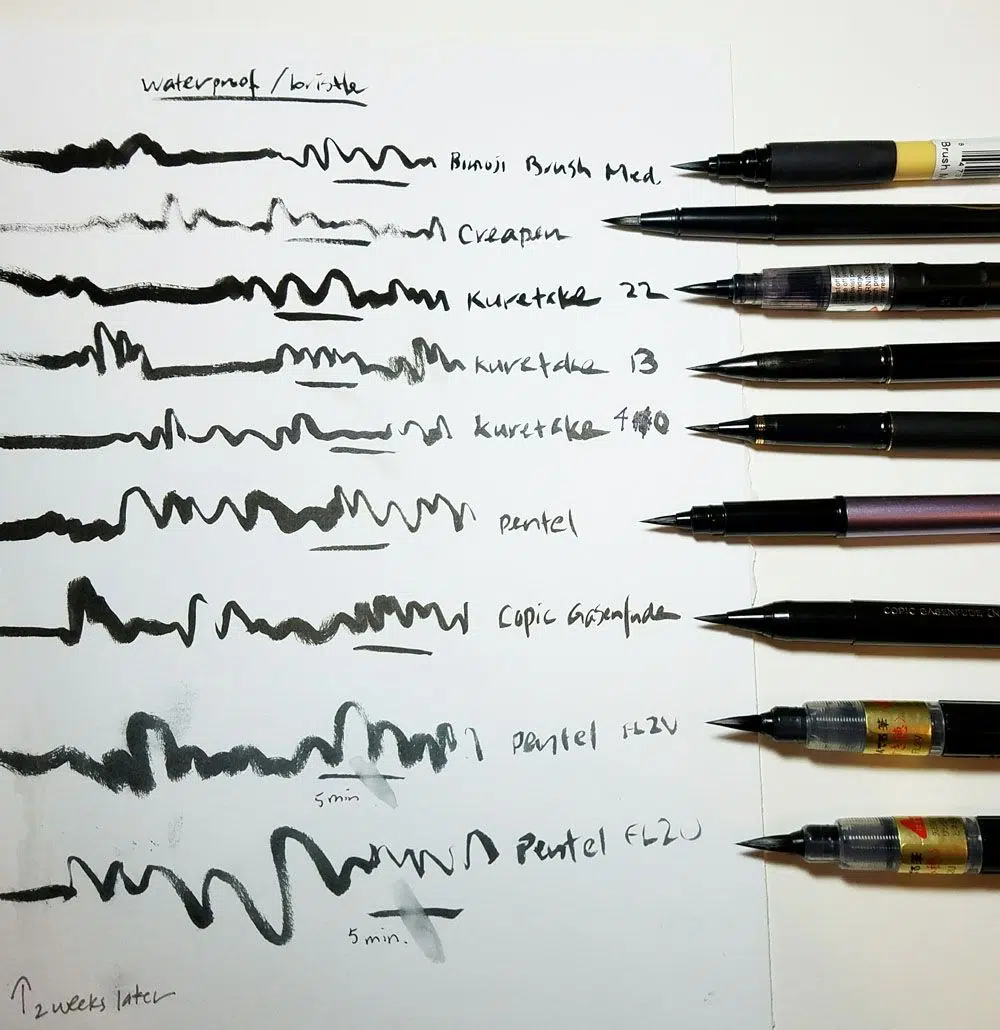 waterproof / bristle
Bimoji Brush Med.
Brush
Creapen
Kuretake 22
Kuretake 13
Kuretake 40
Pentel
Copic Gasenfude
COPIC GASENFUDE
Pentel FL2V
5 min
Pentel FL2U
5 min.
↑ 2 weeks later